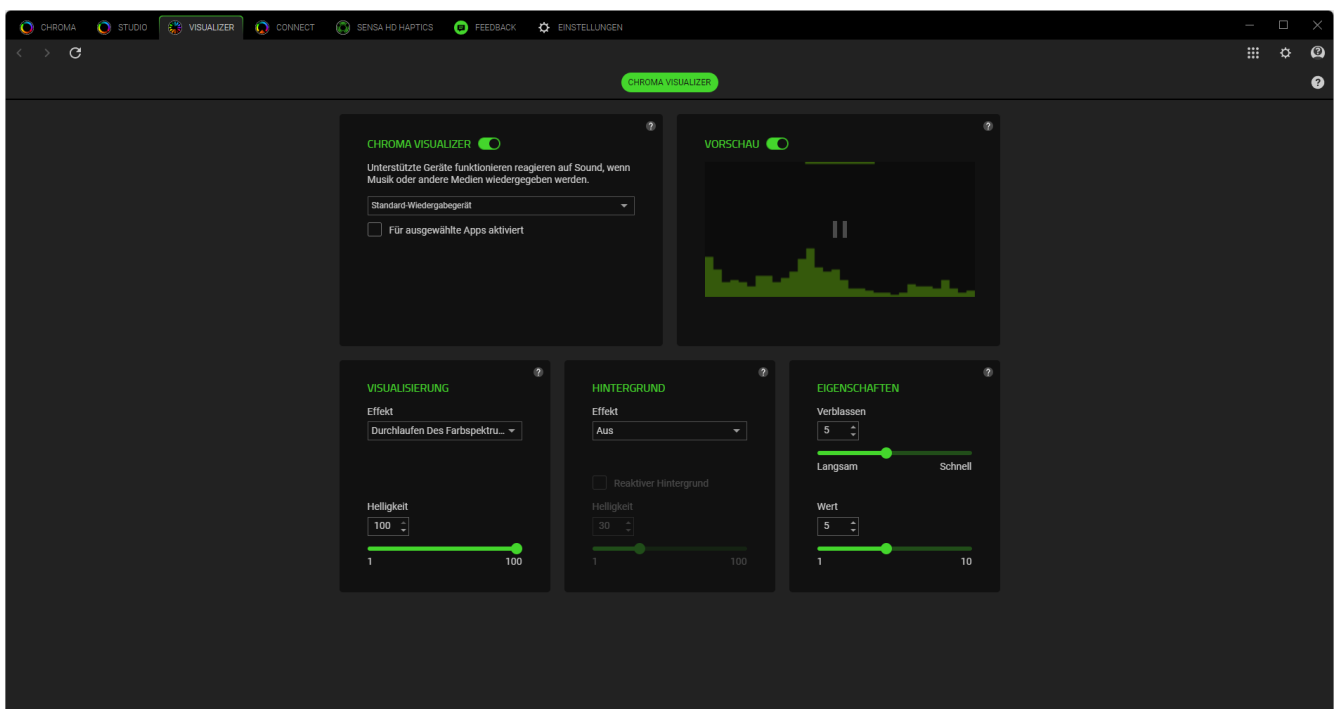 CHROMA STUDIO VISUALIZER CONNECT SENSA HD HAPTICS FEEDBACK EINSTELLUNGEN
CHROMA VISUALIZER
CHROMA VISUALIZER
Unterstützte Geräte funktionieren reagieren auf Sound, wenn
Musik oder andere Medien wiedergegeben werden.
Standard-Wiedergabegerät
Für ausgewählte Apps aktiviert
VORSCHAU
VISUALISIERUNG
Effekt
Durchlaufen Des Farbspektru...
Helligkeit
100
1 100
HINTERGRUND
Effekt
Aus
Reaktiver Hintergrund
Helligkeit
30
1 100
EIGENSCHAFTEN
Verblassen
5
Langsam Schnell
Wert
5
1 10